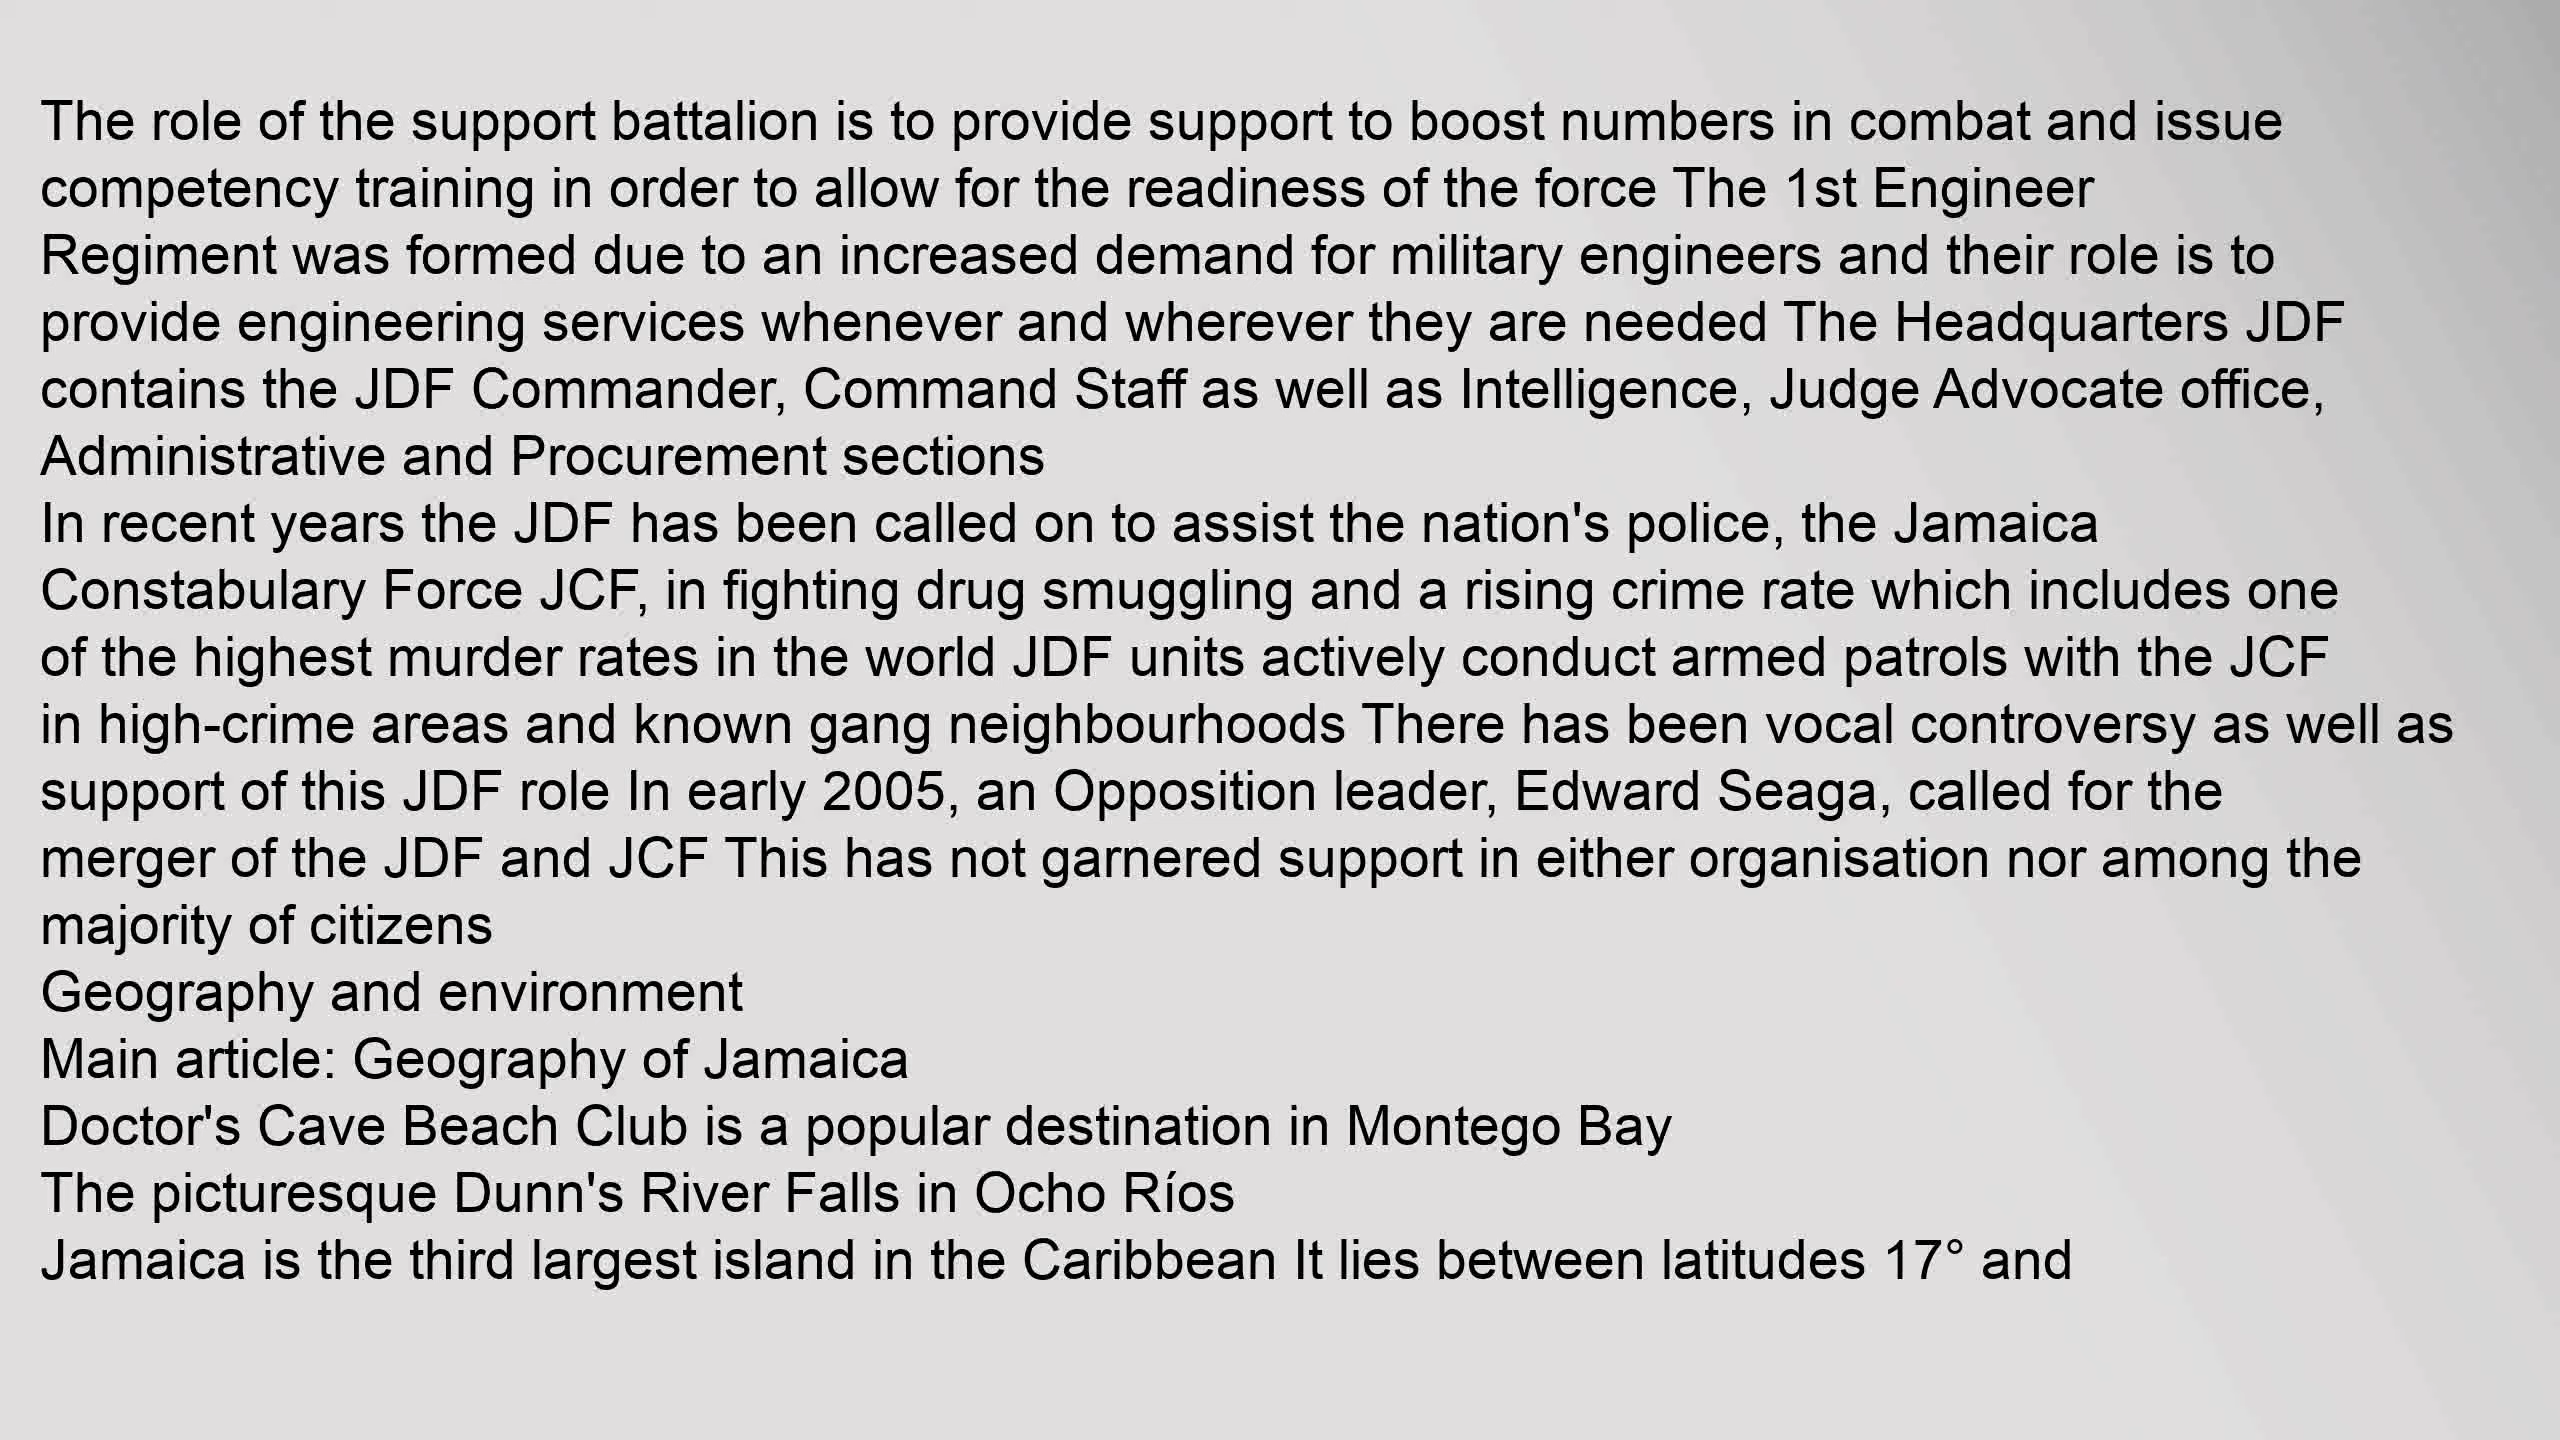 The role of the support battalion is to provide support to boost numbers in combat and issue
competency training in order to allow for the readiness of the force The 1st Engineer
Regiment was formed due to an increased demand for military engineers and their role is to
provide engineering services whenever and wherever they are needed The Headquarters JDF
contains the JDF Commander, Command Staff as well as Intelligence, Judge Advocate office,
Administrative and Procurement sections
In recent years the JDF has been called on to assist the nation's police, the Jamaica
Constabulary Force JCF, in fighting drug smuggling and a rising crime rate which includes one
of the highest murder rates in the world JDF units actively conduct armed patrols with the JCF
in high-crime areas and known gang neighbourhoods There has been vocal controversy as well as
support of this JDF role In early 2005, an Opposition leader, Edward Seaga, called for the
merger of the JDF and JCF This has not garnered support in either organisation nor among the
majority of citizens
Geography and environment
Main article: Geography of Jamaica
Doctor's Cave Beach Club is a popular destination in Montego Bay
The picturesque Dunn's River Falls in Ocho Ríos
Jamaica is the third largest island in the Caribbean It lies between latitudes 17° and